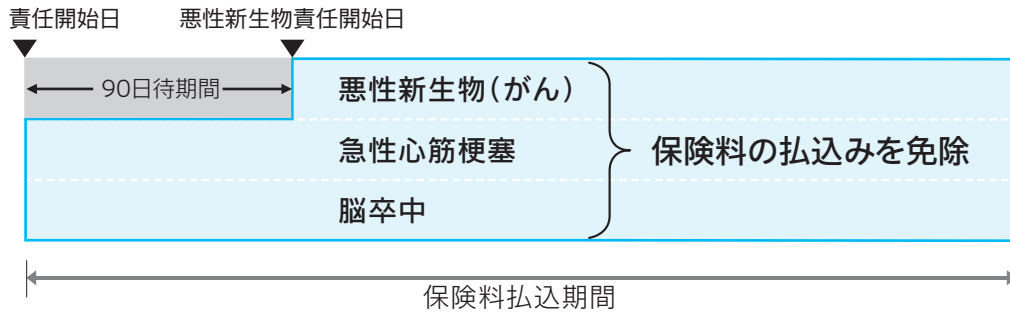 責任開始日 悪性新生物責任開始日
90日待期間
悪性新生物(がん)
急性心筋梗塞
脳卒中
保険料の払込みを免除
保険料払込期間